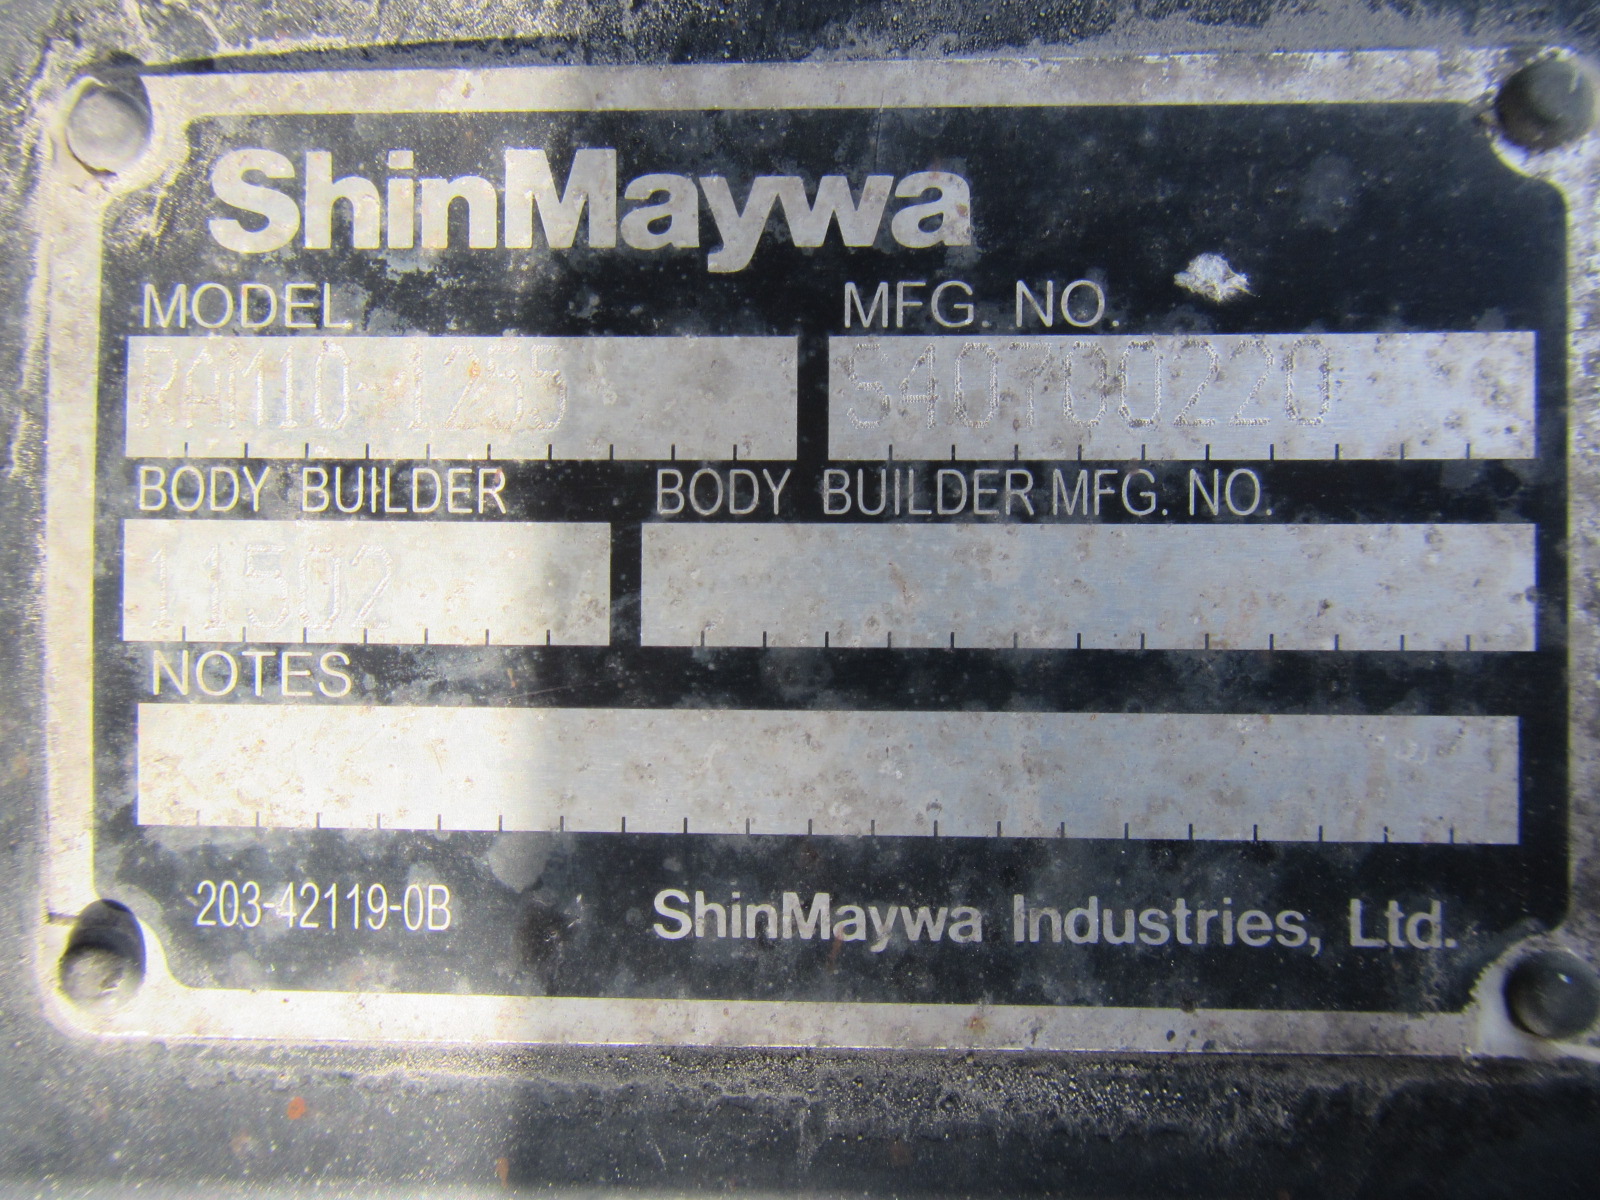 ShinMaywa
MODEL MFG. NO.
RAM10-1255 S40700220
BODY BUILDER BODY BUILDER MFG. NO.
11502
NOTES
203-42119-0B ShinMaywa Industries, Ltd.